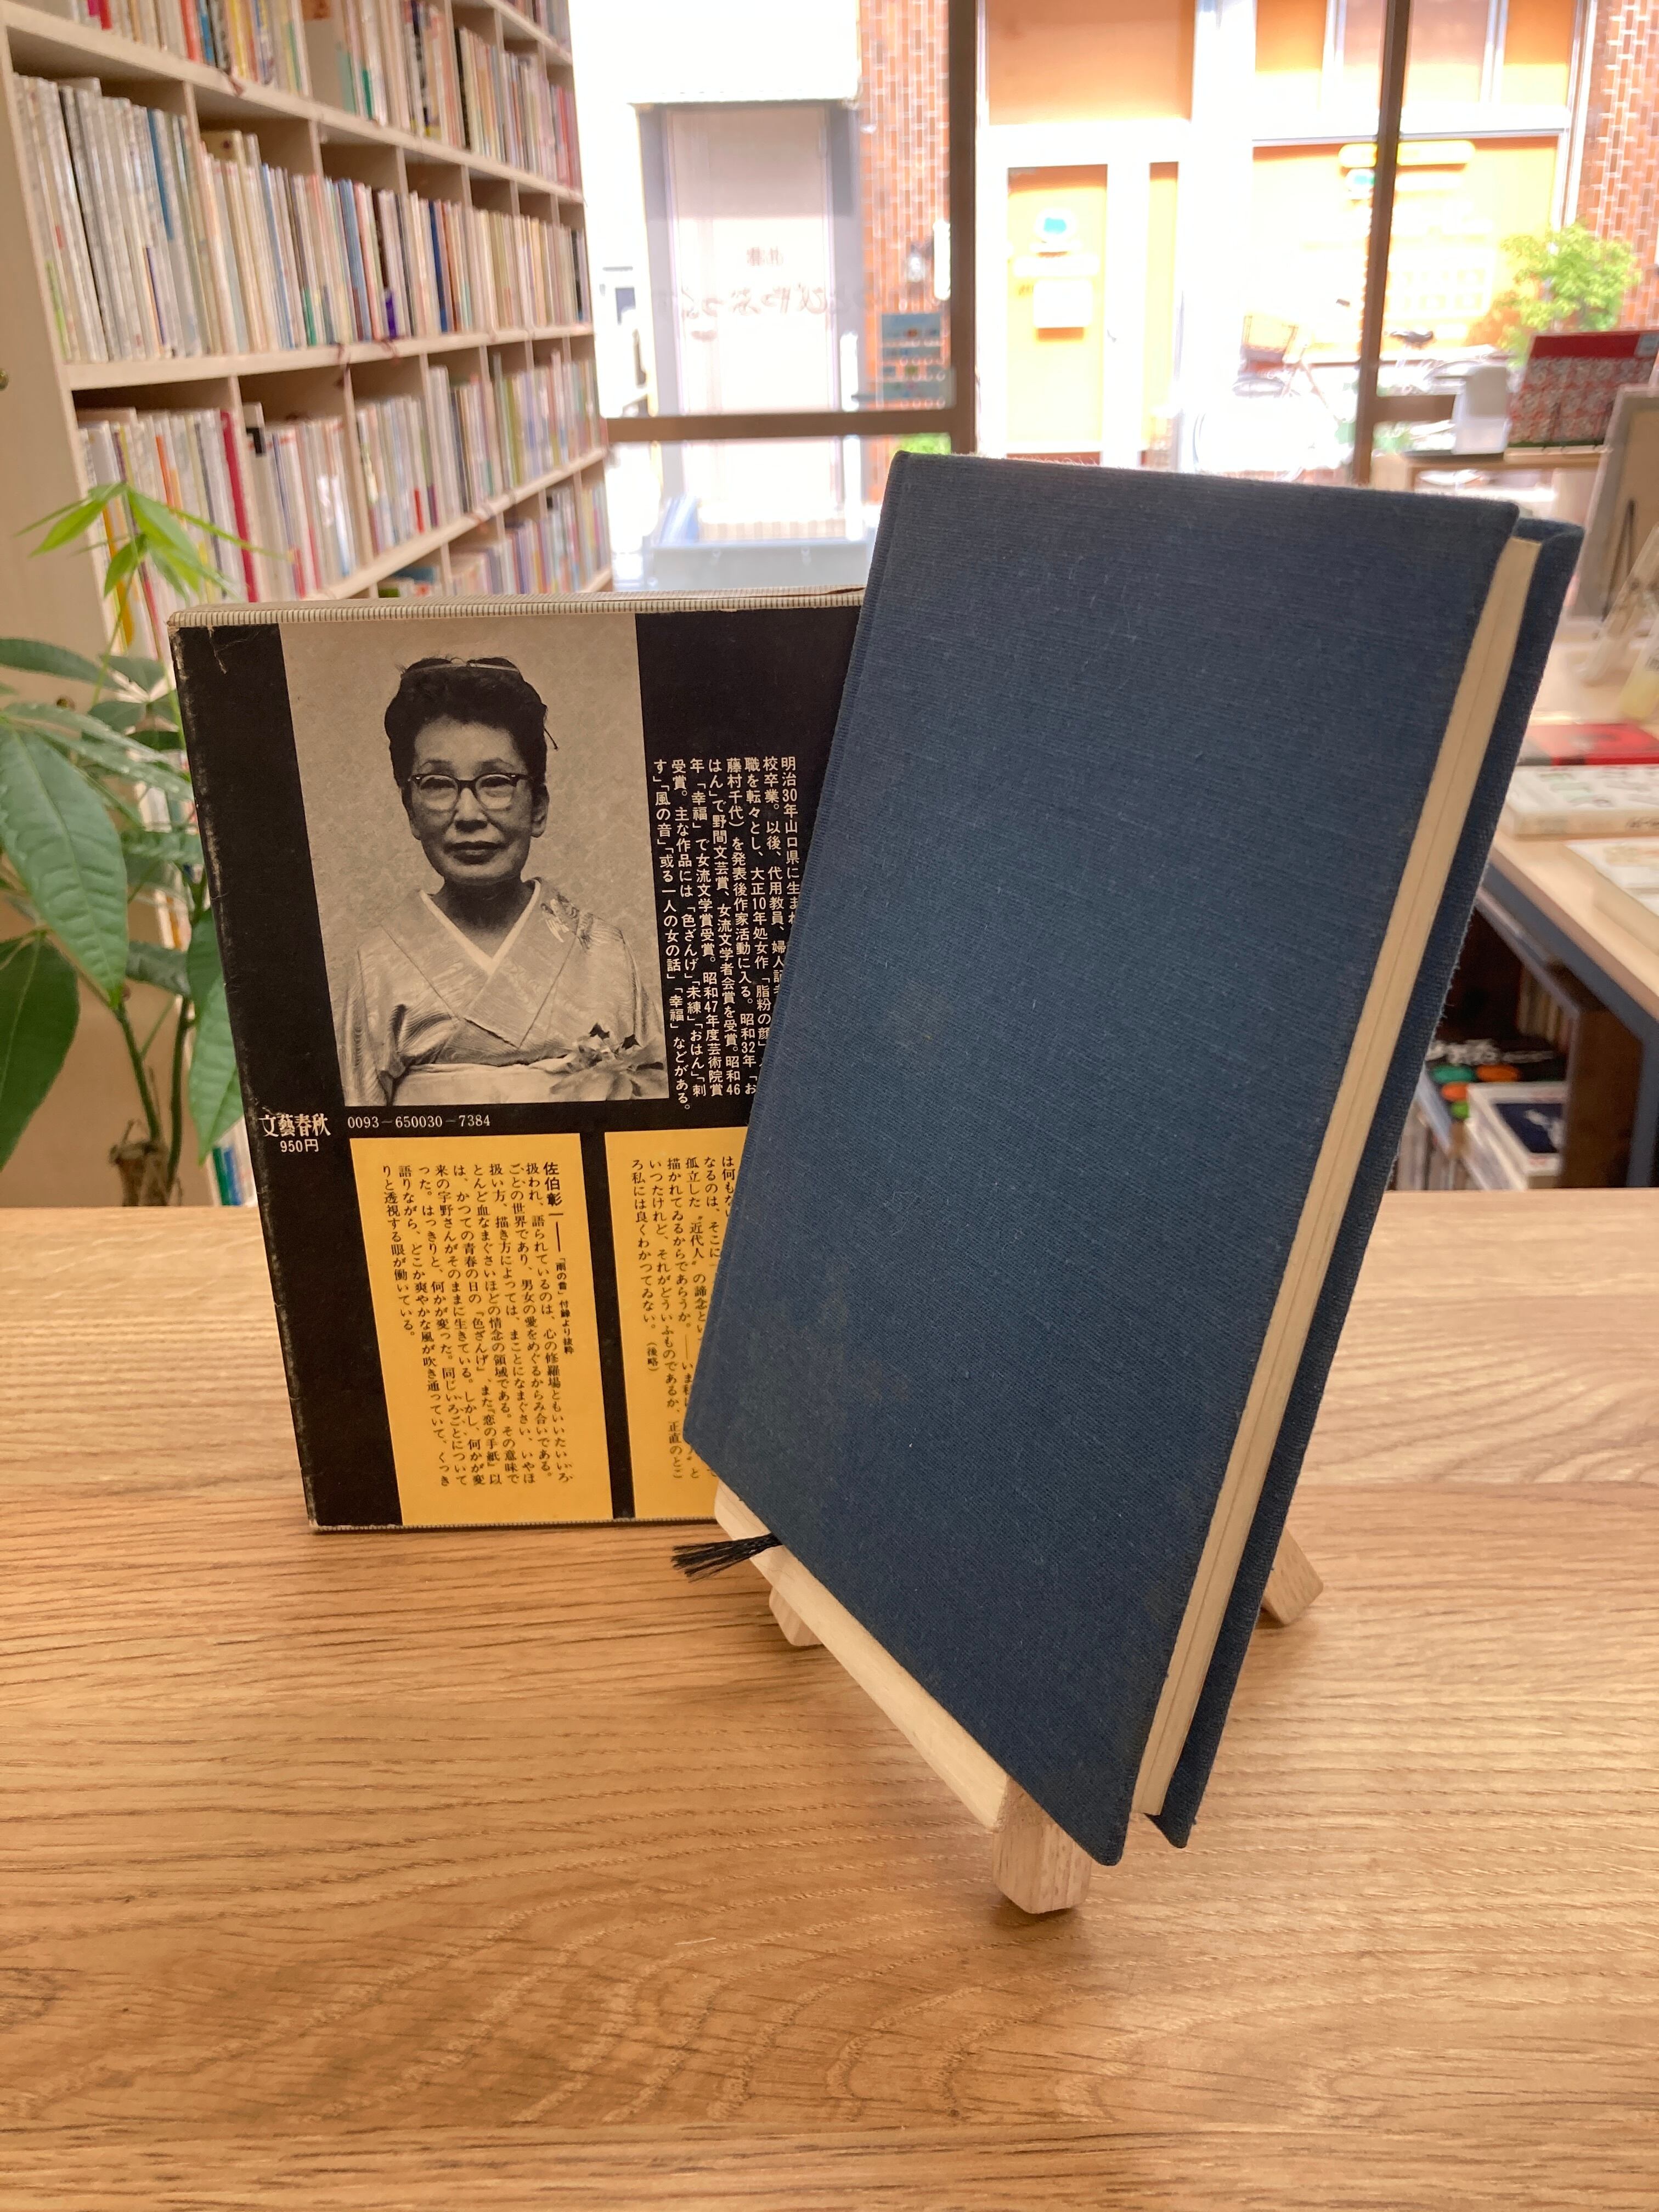 明治30年山口県に生まれ
校卒業。以後、代用教員、婦人記者
職を転々とし、大正10年処女作「脂粉の顔」
藤村千代）を発表後作家活動に入る。昭和32年「お
はん」で野間文芸賞、女流文学者会賞を受賞。昭和46
年「幸福」で女流文学賞受賞。昭和47年度芸術院賞
受賞。主な作品には「色ざんげ」「未練」「おはん」「刺
す」「風の音」「或る一人の女の話」「幸福」などがある。
文藝春秋
950円
0093-650030-7384
は何もない
なるのは、そこに
孤立した〝近代人〟の諦念とい
描かれてゐるからであらうか。――いま私
いつたけれど、それがどういふものであるか、正直のとこ
ろ私には良くわかつてゐない。（後略）
佐伯彰一――「雨の音」付録より抜粋
扱われ、語られているのは、心の修羅場ともいいたいいろ
ごとの世界であり、男女の愛をめぐるからみ合いである。
扱い方、描き方によっては、まことになまぐさい、いやほ
とんど血なまぐさいほどの情念の領域である。その意味で
は、かつての青春の日の「色ざんげ」、また「恋の手紙」以
来の宇野さんがそのままに生きている。しかし、何かが変
った。はっきりと、何かが変った。同じいろごとについて
語りながら、どこか爽やかな風が吹き通っていて、くっき
りと透視する眼が働いている。